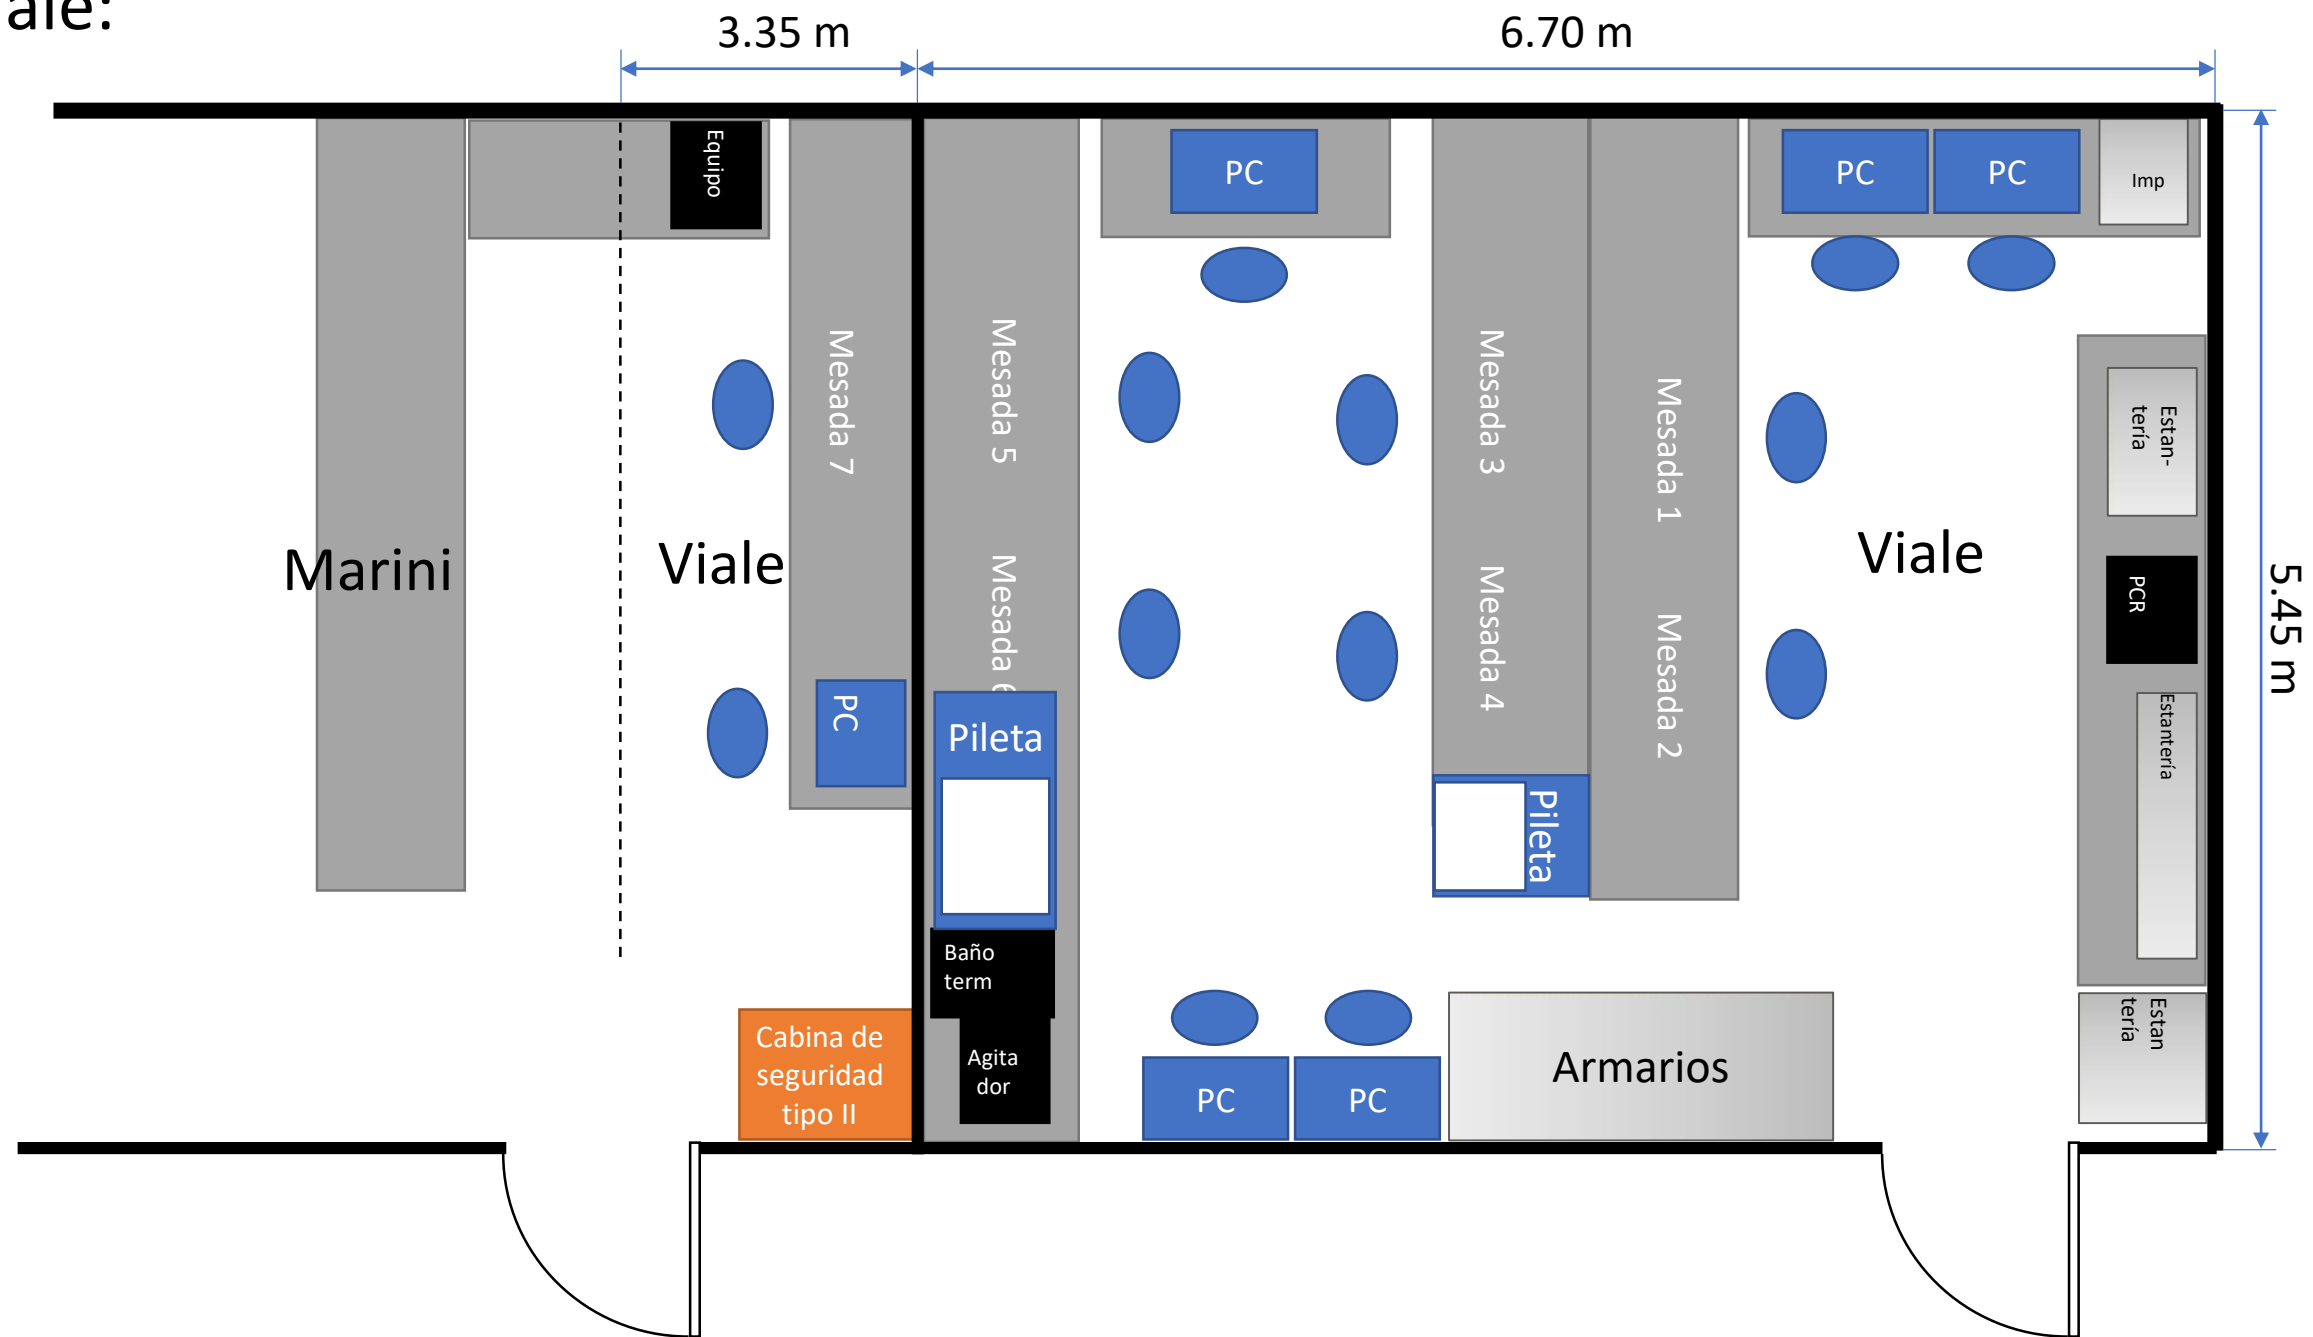 ale:
3.35 m
6.70 m
Equipo
PC
PC
PC
Imp
Mesada 7
Mesada 5
Mesada 3
Mesada 1
Estan-
tería
Marini
Viale
Viale
Mesada 6
Mesada 4
Mesada 2
PCR
5.45 m
PC
Pileta
Estantería
Pileta
Baño
term
Estan
tería
Cabina de
seguridad
tipo II
Agita
dor
PC
PC
Armarios